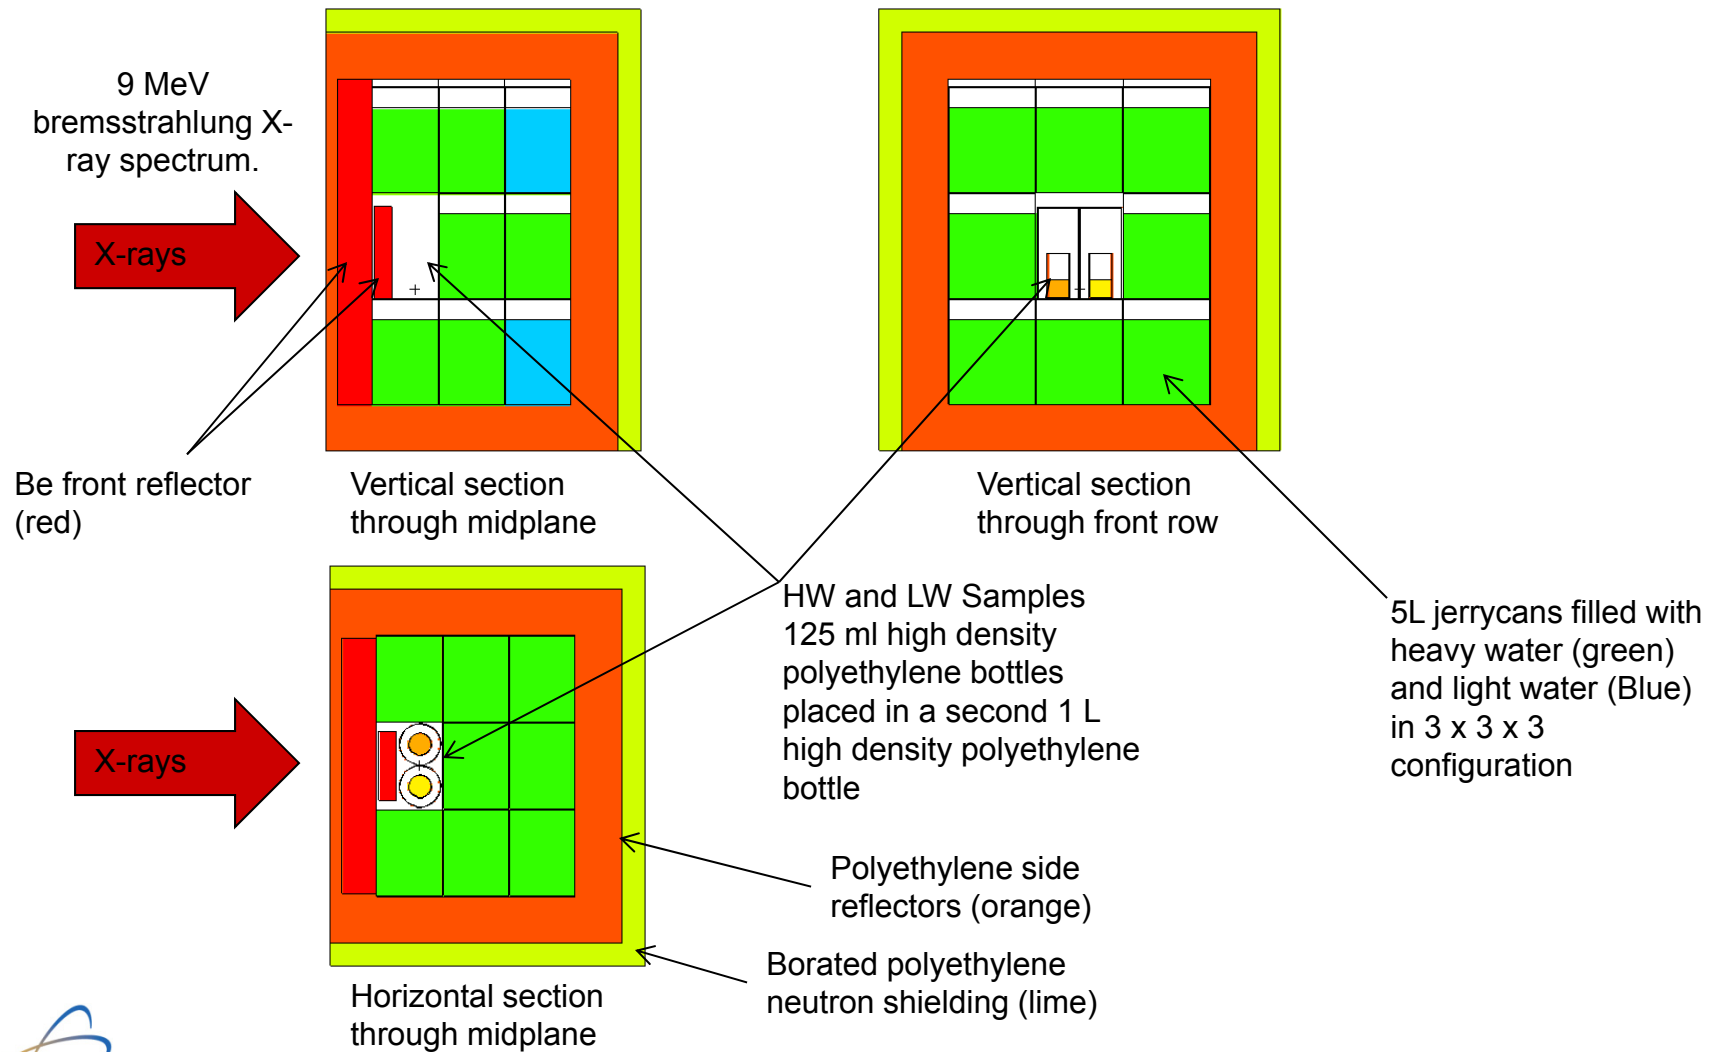 9 MeV
bremsstrahlung X-
ray spectrum.
X-rays
Be front reflector
(red)
Vertical section
through midplane
Vertical section
through front row
X-rays
HW and LW Samples
125 ml high density
polyethylene bottles
placed in a second 1 L
high density polyethylene
bottle
5L jerrycans filled with
heavy water (green)
and light water (Blue)
in 3 x 3 x 3
configuration
Polyethylene side
reflectors (orange)
Borated polyethylene
neutron shielding (lime)
Horizontal section
through midplane